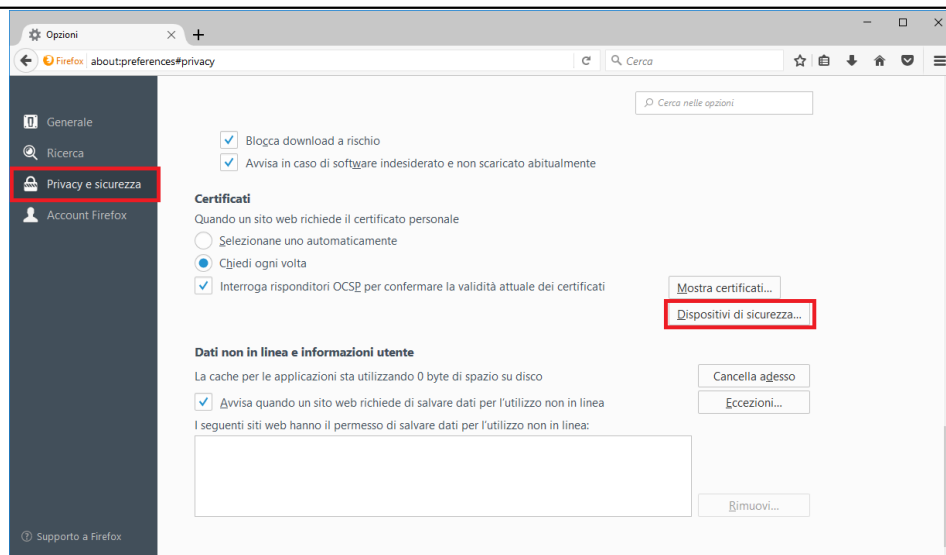 Opzioni
Firefox about:preferences#privacy
Cerca
Cerca nelle opzioni
Generale
Ricerca
Privacy e sicurezza
Account Firefox
Blocca download a rischio
Avvisa in caso di software indesiderato e non scaricato abitualmente
Certificati
Quando un sito web richiede il certificato personale
Selezionane uno automaticamente
Chiedi ogni volta
Interroga risponditori OCSP per confermare la validità attuale dei certificati
Mostra certificati...
Dispositivi di sicurezza...
Dati non in linea e informazioni utente
La cache per le applicazioni sta utilizzando 0 byte di spazio su disco
Cancella adesso
Avvisa quando un sito web richiede di salvare dati per l'utilizzo non in linea
Eccezioni...
I seguenti siti web hanno il permesso di salvare dati per l'utilizzo non in linea:
Rimuovi...
Supporto a Firefox